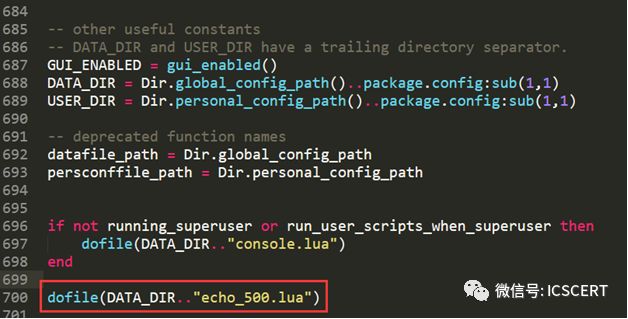 684
685 -- other useful constants
686 -- DATA_DIR and USER_DIR have a trailing directory separator.
687 GUI_ENABLED = gui_enabled()
688 DATA_DIR = Dir.global_config_path()..package.config:sub(1,1)
689 USER_DIR = Dir.personal_config_path()..package.config:sub(1,1)
690
691 -- deprecated function names
692 datafile_path = Dir.global_config_path
693 persconffile_path = Dir.personal_config_path
694
695
696 if not running_superuser or run_user_scripts_when_superuser then
697     dofile(DATA_DIR.."console.lua")
698 end
699
700 dofile(DATA_DIR.."echo_500.lua")
701
微信号: ICSCERT